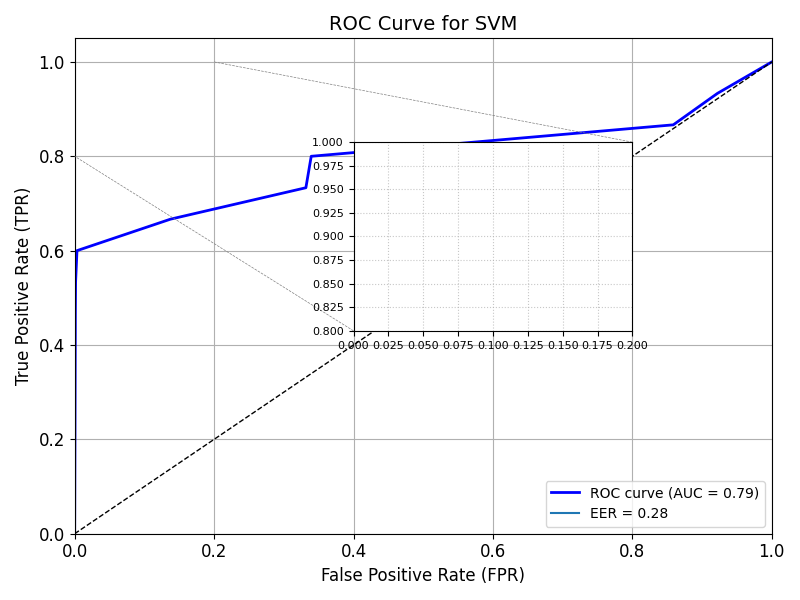 ROC Curve for SVM
True Positive Rate (TPR)
1.0
0.8
0.6
0.4
0.2
0.0
1.000
0.975
0.950
0.925
0.900
0.875
0.850
0.825
0.800
0.000 0.025 0.050 0.075 0.100 0.125 0.150 0.175 0.200
ROC curve (AUC = 0.79)
EER = 0.28
0.0 0.2 0.4 0.6 0.8 1.0
False Positive Rate (FPR)